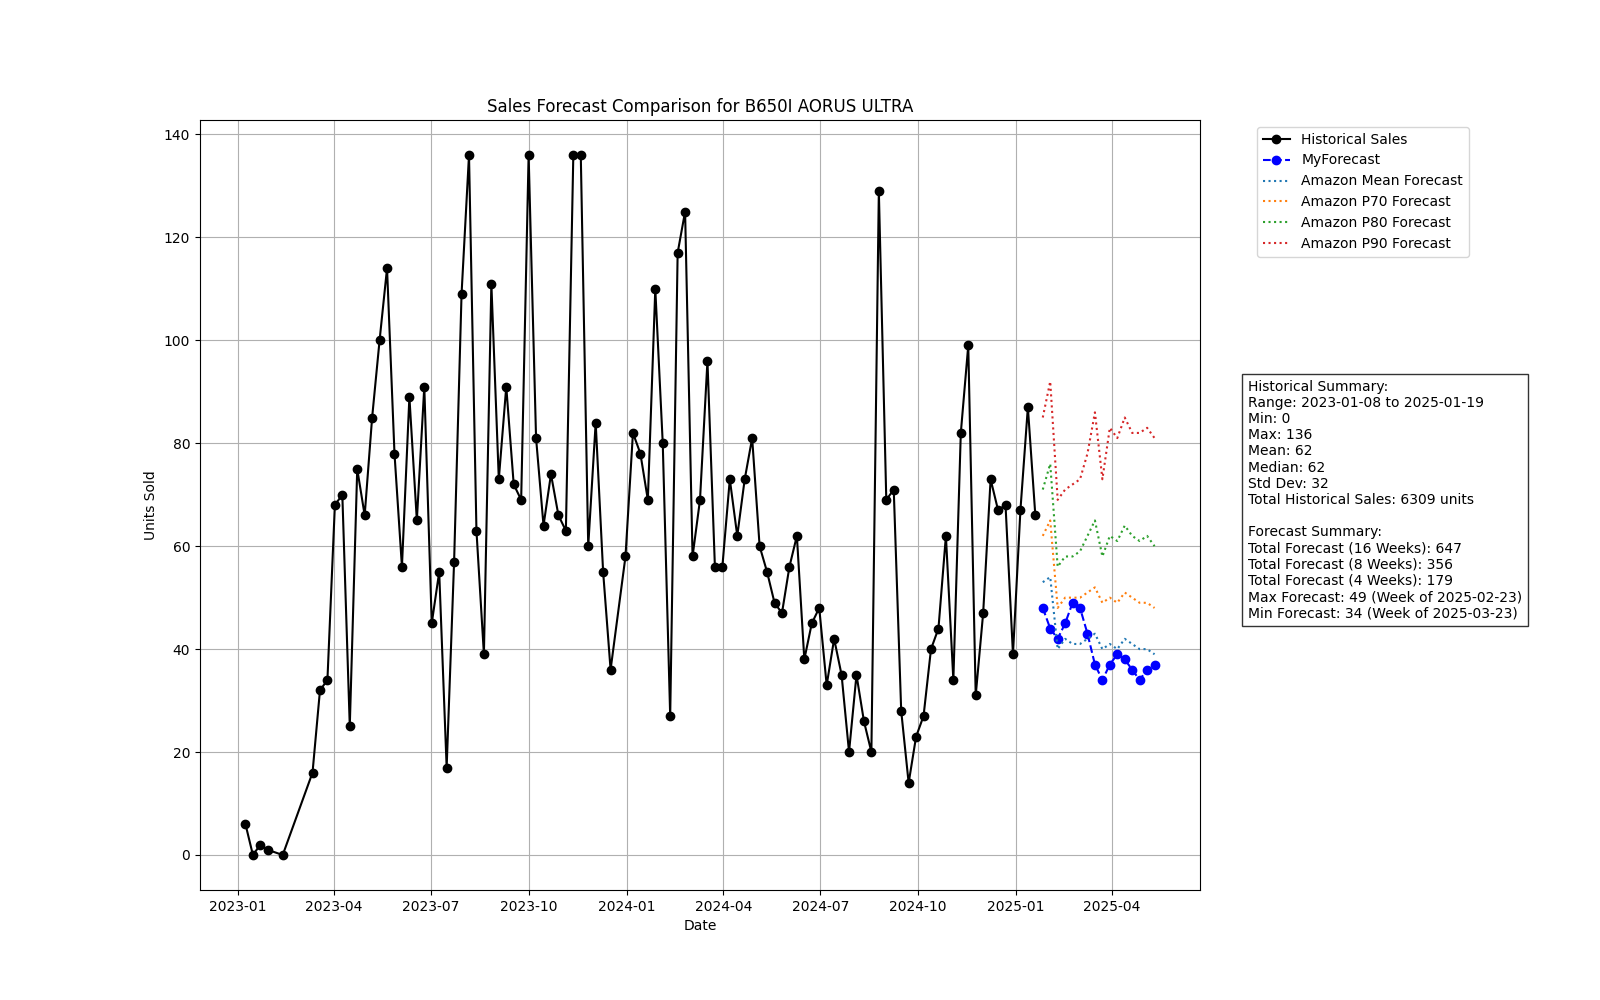 Sales Forecast Comparison for B650I AORUS ULTRA
140
120
100
80
60
40
20
0
Units Sold
2023-01
2023-04
2023-07
2023-10
2024-01
2024-04
2024-07
2024-10
2025-01
2025-04
Date
Historical Sales
MyForecast
Amazon Mean Forecast
Amazon P70 Forecast
Amazon P80 Forecast
Amazon P90 Forecast
Historical Summary:
Range: 2023-01-08 to 2025-01-19
Min: 0
Max: 136
Mean: 62
Median: 62
Std Dev: 32
Total Historical Sales: 6309 units
Forecast Summary:
Total Forecast (16 Weeks): 647
Total Forecast (8 Weeks): 356
Total Forecast (4 Weeks): 179
Max Forecast: 49 (Week of 2025-02-23)
Min Forecast: 34 (Week of 2025-03-23)